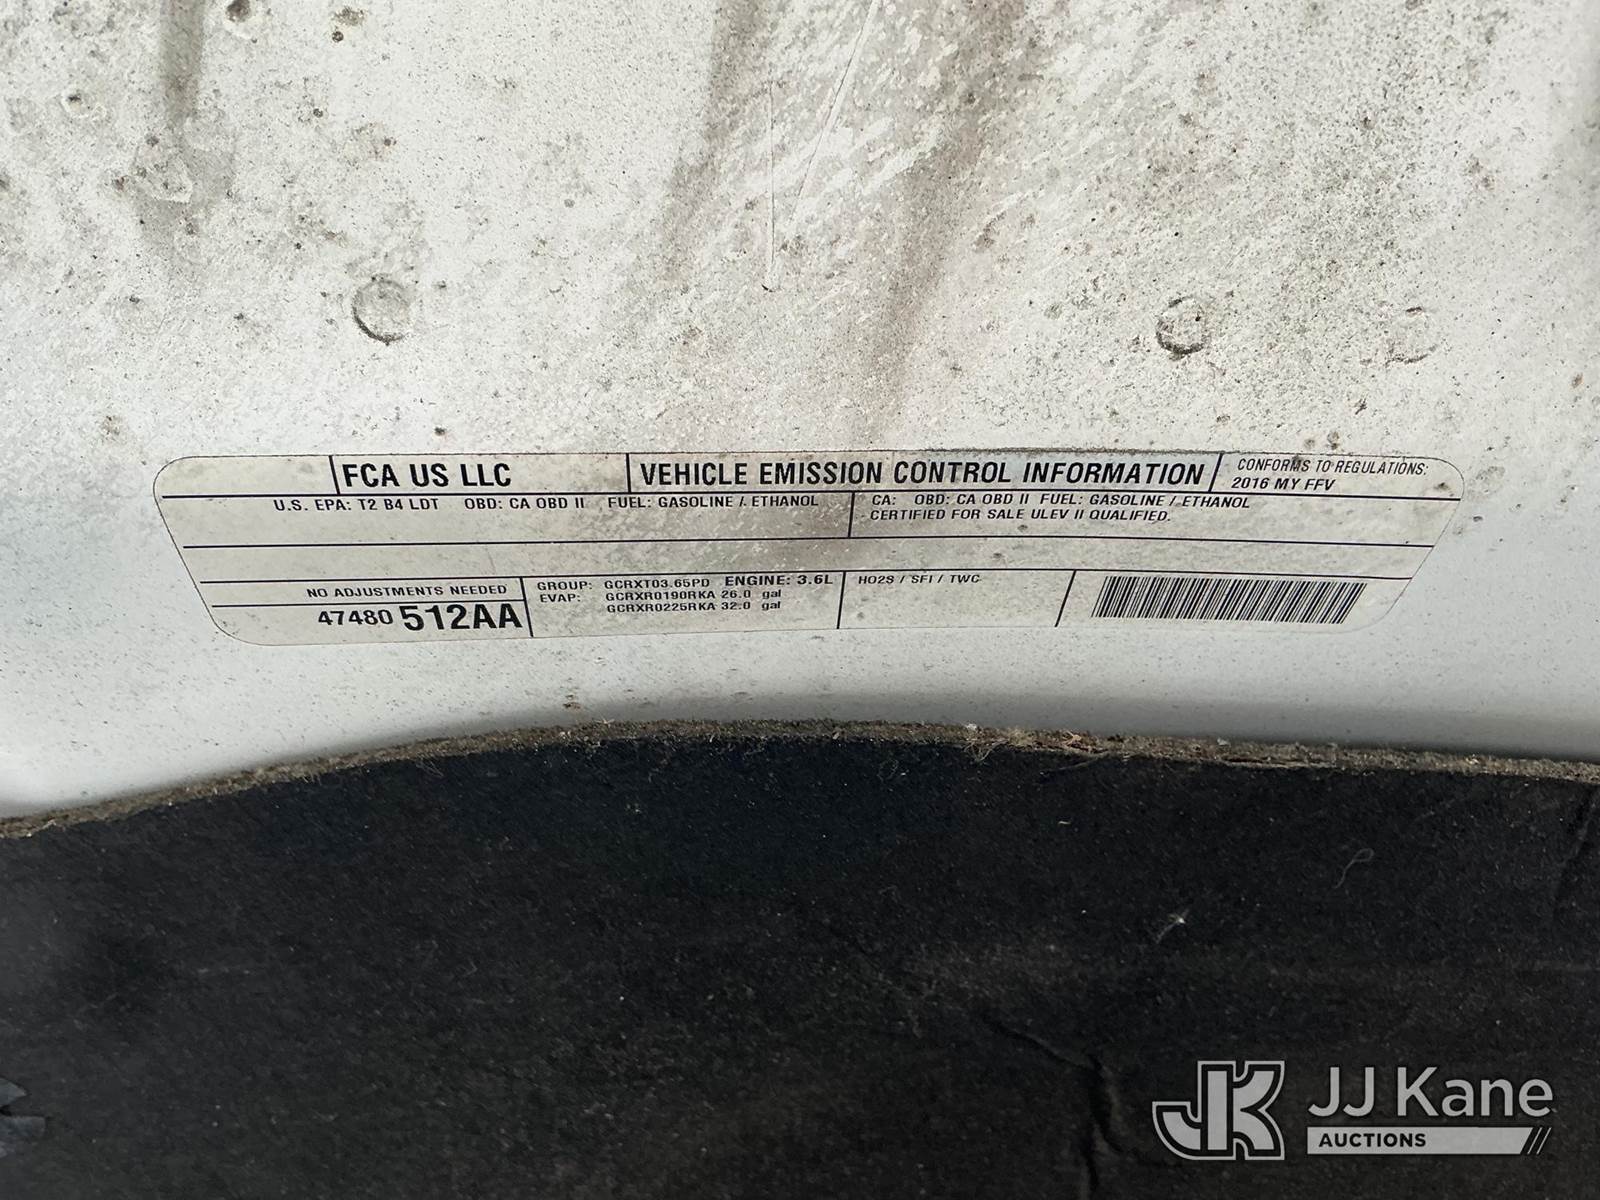 FCA US LLC
VEHICLE EMISSION CONTROL INFORMATION
CONFORMS TO REGULATIONS:
2016 MY FFV
U.S. EPA: T2 B4 LDT OBD: CA OBD II FUEL: GASOLINE / ETHANOL
CA: OBD: CA OBD II FUEL: GASOLINE / ETHANOL
CERTIFIED FOR SALE ULEV II QUALIFIED.
NO ADJUSTMENTS NEEDED
47480 512AA
GROUP: GCRXT03.65PD ENGINE: 3.6L
EVAP: GCRXR0190RKA 26.0 gal
GCRXR0225RKA 32.0 gal
HO2S / SFI / TWC
JK JJ Kane
AUCTIONS